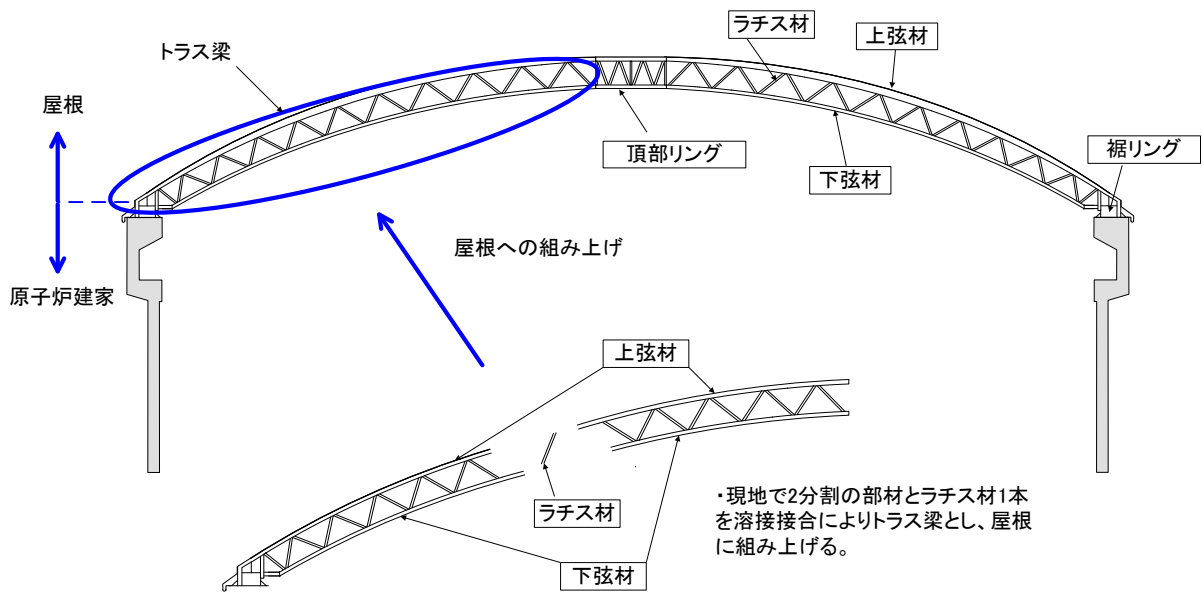 ラチス材
上弦材
トラス梁
屋根
頂部リング
裾リング
下弦材
屋根への組み上げ
原子炉建家
上弦材
ラチス材
下弦材
・現地で2分割の部材とラチス材1本
を溶接接合によりトラス梁とし、屋根
に組み上げる。